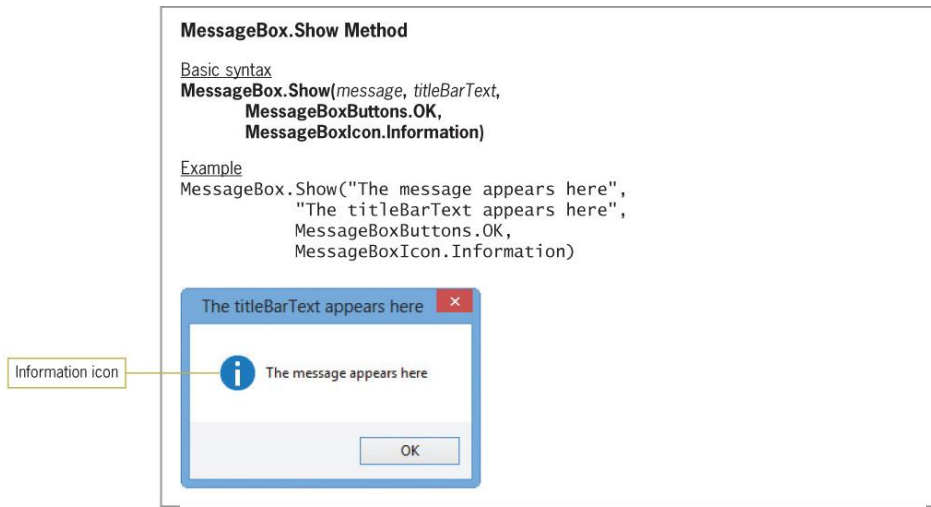 MessageBox.Show Method
Basic syntax
MessageBox.Show(message, titleBarText,
MessageBoxButtons.OK,
MessageBoxIcon.Information)
Example
MessageBox.Show("The message appears here",
"The titleBarText appears here",
MessageBoxButtons.OK,
MessageBoxIcon.Information)
The titleBarText appears here
Information icon
The message appears here
OK